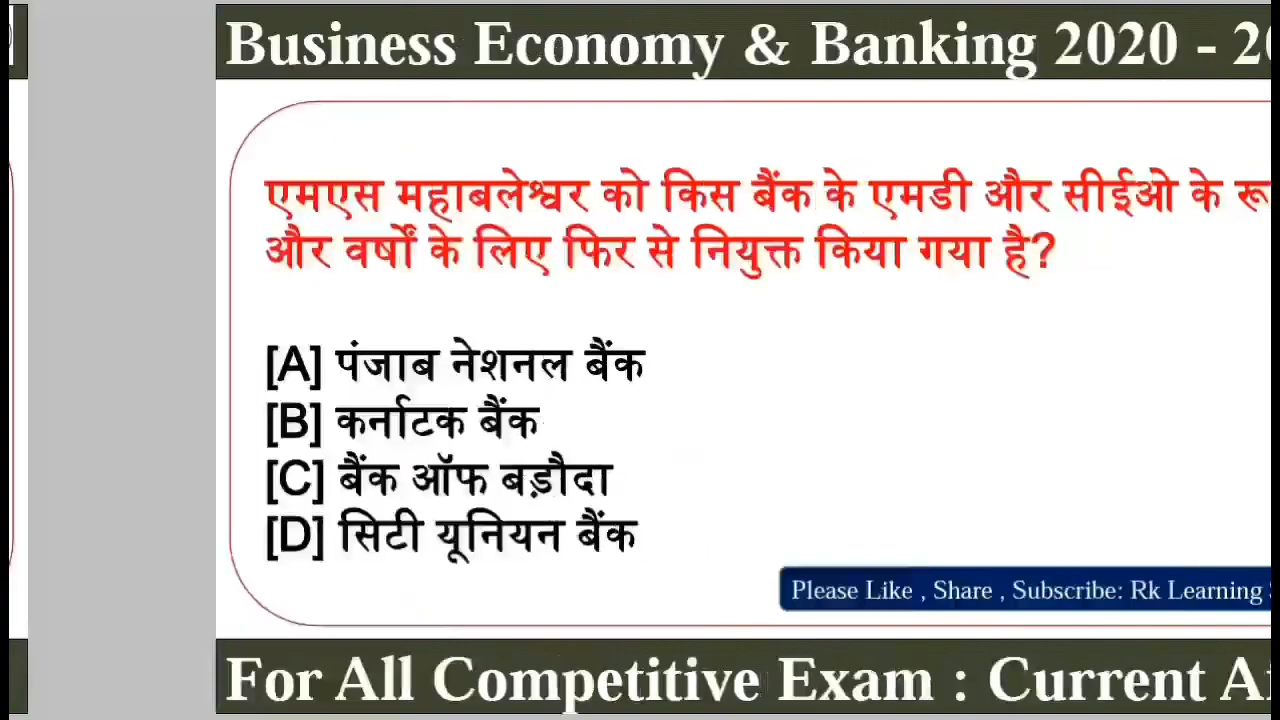 Business Economy & Banking 2020 - 2
एमएस महाबलेश्वर को किस बैंक के एमडी और सीईओ के
और वर्षों के लिए फिर से नियुक्त किया गया है?
[A] पंजाब नेशनल बैंक
[B] कर्नाटक बैंक
[C] बैंक ऑफ बड़ौदा
[D] सिटी यूनियन बैंक
Please Like , Share , Subscribe: Rk Learning
For All Competitive Exam : Current